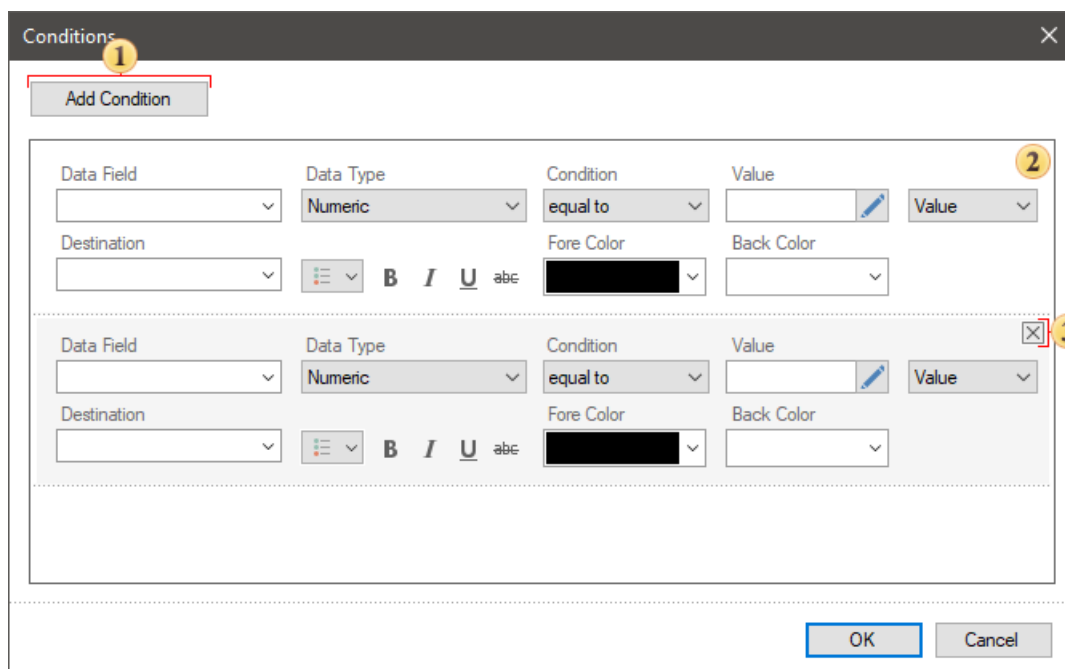 Conditions
1
Add Condition
2
Data Field Data Type Condition Value
Numeric equal to Value
Destination Fore Color Back Color
B I U abc
3
Data Field Data Type Condition Value
Numeric equal to Value
Destination Fore Color Back Color
B I U abc
OK Cancel